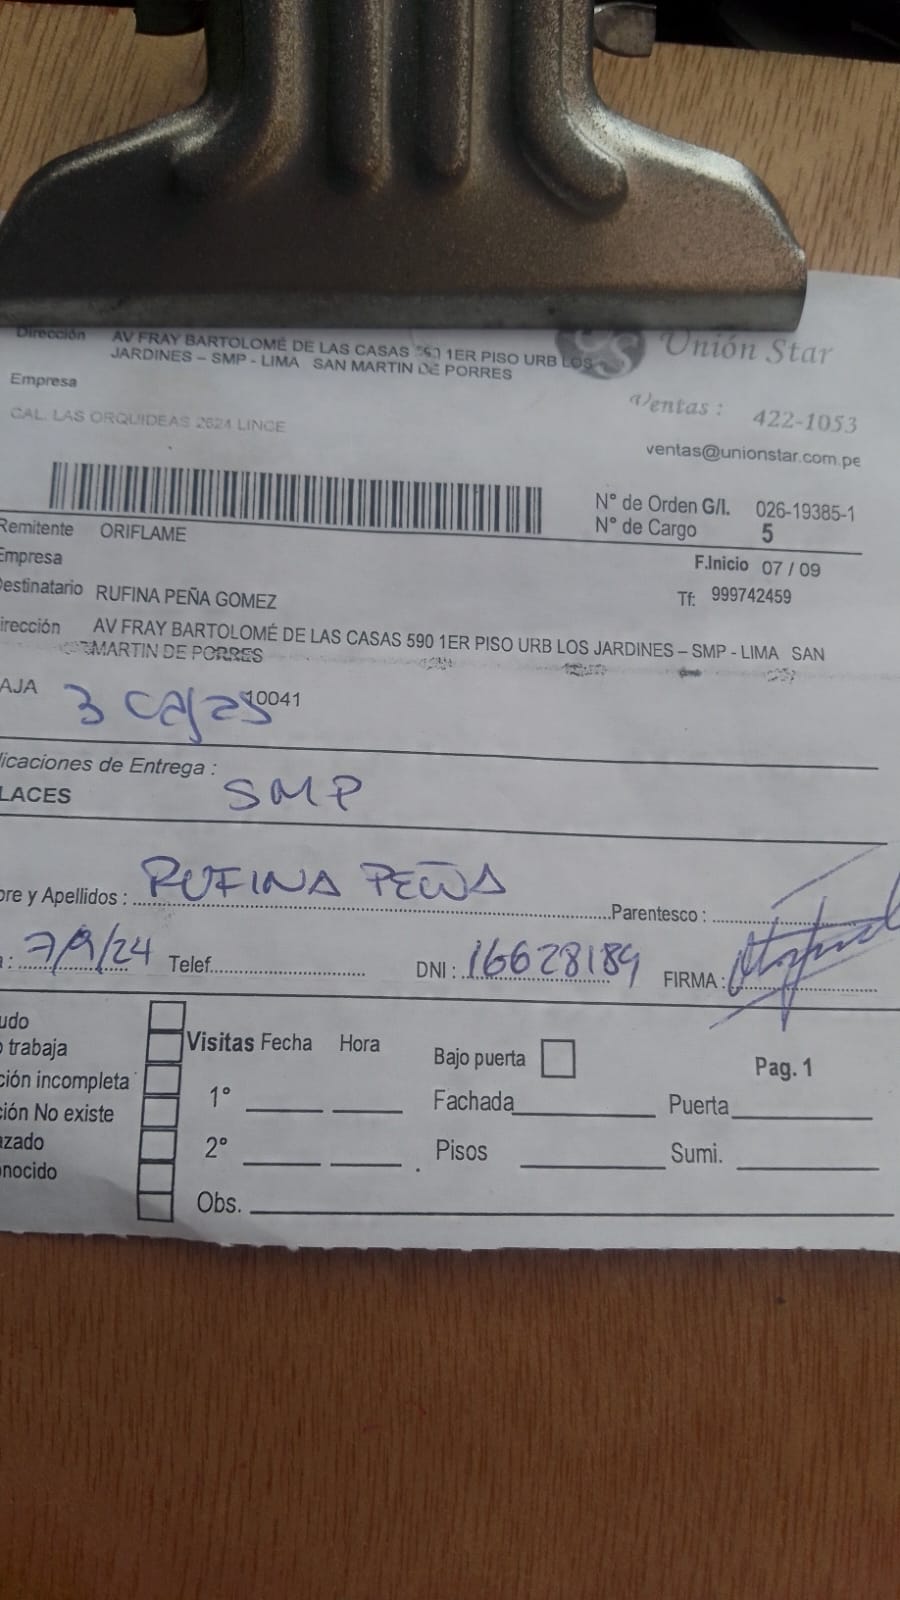 Dirección AV FRAY BARTOLOMÉ DE LAS CASAS 590 1ER PISO URB LOS
JARDINES – SMP - LIMA SAN MARTIN DE PORRES
Unión Star
Empresa
Ventas : 422-1053
CAL. LAS ORQUIDEAS 2624 LINCE
ventas@unionstar.com.pe
N° de Orden G/I. 026-19385-1
N° de Cargo 5
Remitente ORIFLAME
Empresa
F.Inicio 07 / 09
Destinatario RUFINA PEÑA GOMEZ
Tf: 999742459
irección AV FRAY BARTOLOMÉ DE LAS CASAS 590 1ER PISO URB LOS JARDINES – SMP - LIMA SAN
MARTIN DE PORRES
AJA 3 cajas 10041
licaciones de Entrega :
LACES SMP
bre y Apellidos : RUFINA PEÑA Parentesco :
: 7/9/24 Telef. DNI : 16628189 FIRMA :
udo
o trabaja
ción incompleta
ción No existe
azado
onocido
Visitas Fecha Hora
1°
2°
Obs.
Bajo puerta
Pag. 1
Fachada Puerta
Pisos Sumi.